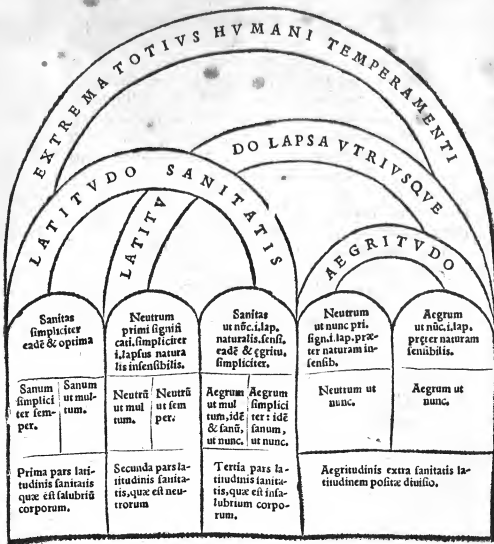 EXTREMA TOTIVS HVMANI TEMPERAMENTI
LATITVDO SANITATIS
LATITVDO LAPSA VTRIVSQVE
AEGRITVDO
Sanitas
ſimpliciter
eadē & optima
Neutrum
primi ſignifi
cati.ſimpliciter
i.lapſus natura
lis inſenſibilis.
Sanitas
ut nūc.i.lap.
naturalis.ſenſi.
eadē & ęgritu.
ſimpliciter.
Neutrum
ut nunc pri.
ſign.i.lap.præ-
ter naturam in-
ſenſib.
Aegrum
ut nūc.i.lap.
pręter naturam
ſenſibilis.
Sanum
ſimplici
ter ſem-
per.
Sanum
ut mul-
tum.
Neutrū
ut mul
tum.
Neutrū
ut ſem
per.
Aegrum
ut mul
tum,idē
& ſanū,
ut nunc.
Aegrum
ſimplici
ter: idē
ſanum,
ut nunc.
Neutrum ut
nunc.
Aegrum ut
nunc.
Prima pars lati-
tudinis ſanitatis
quæ eſt ſalubriū
corporum.
Secunda pars la-
titudinis ſanita-
tis,quæ eſt neu-
trorum
Tertia pars la-
titudinis ſanita-
tis,quæ eſt inſa-
lubrium corpo-
rum.
Aegritudinis extra ſanitatis la-
titudinem poſitæ diuiſio.